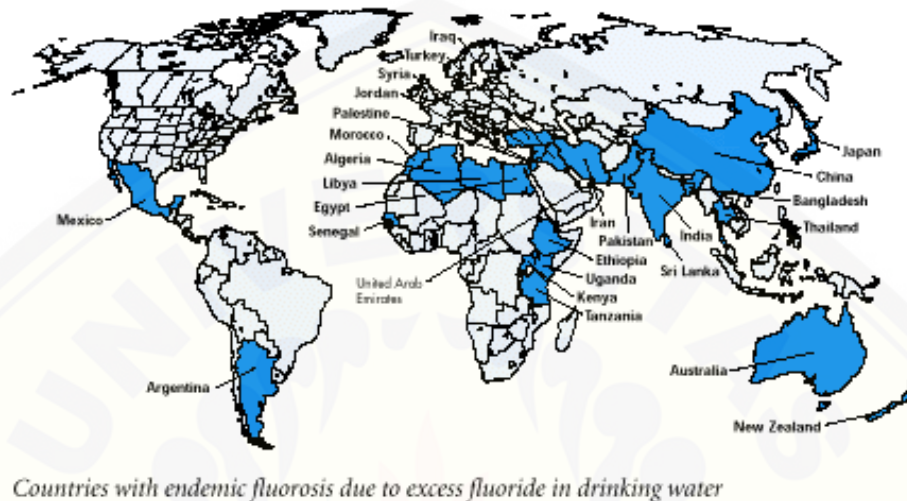 Iraq
Turkey
Syria
Jordan
Palestine
Morocco
Algeria
Libya
Egypt
Senegal
Mexico
United Arab
Emirates
Argentina
Iran
Pakistan
Ethiopia
Uganda
Kenya
Tanzania
India
Sri Lanka
Japan
China
Bangladesh
Thailand
Australia
New Zealand
Countries with endemic fluorosis due to excess fluoride in drinking water